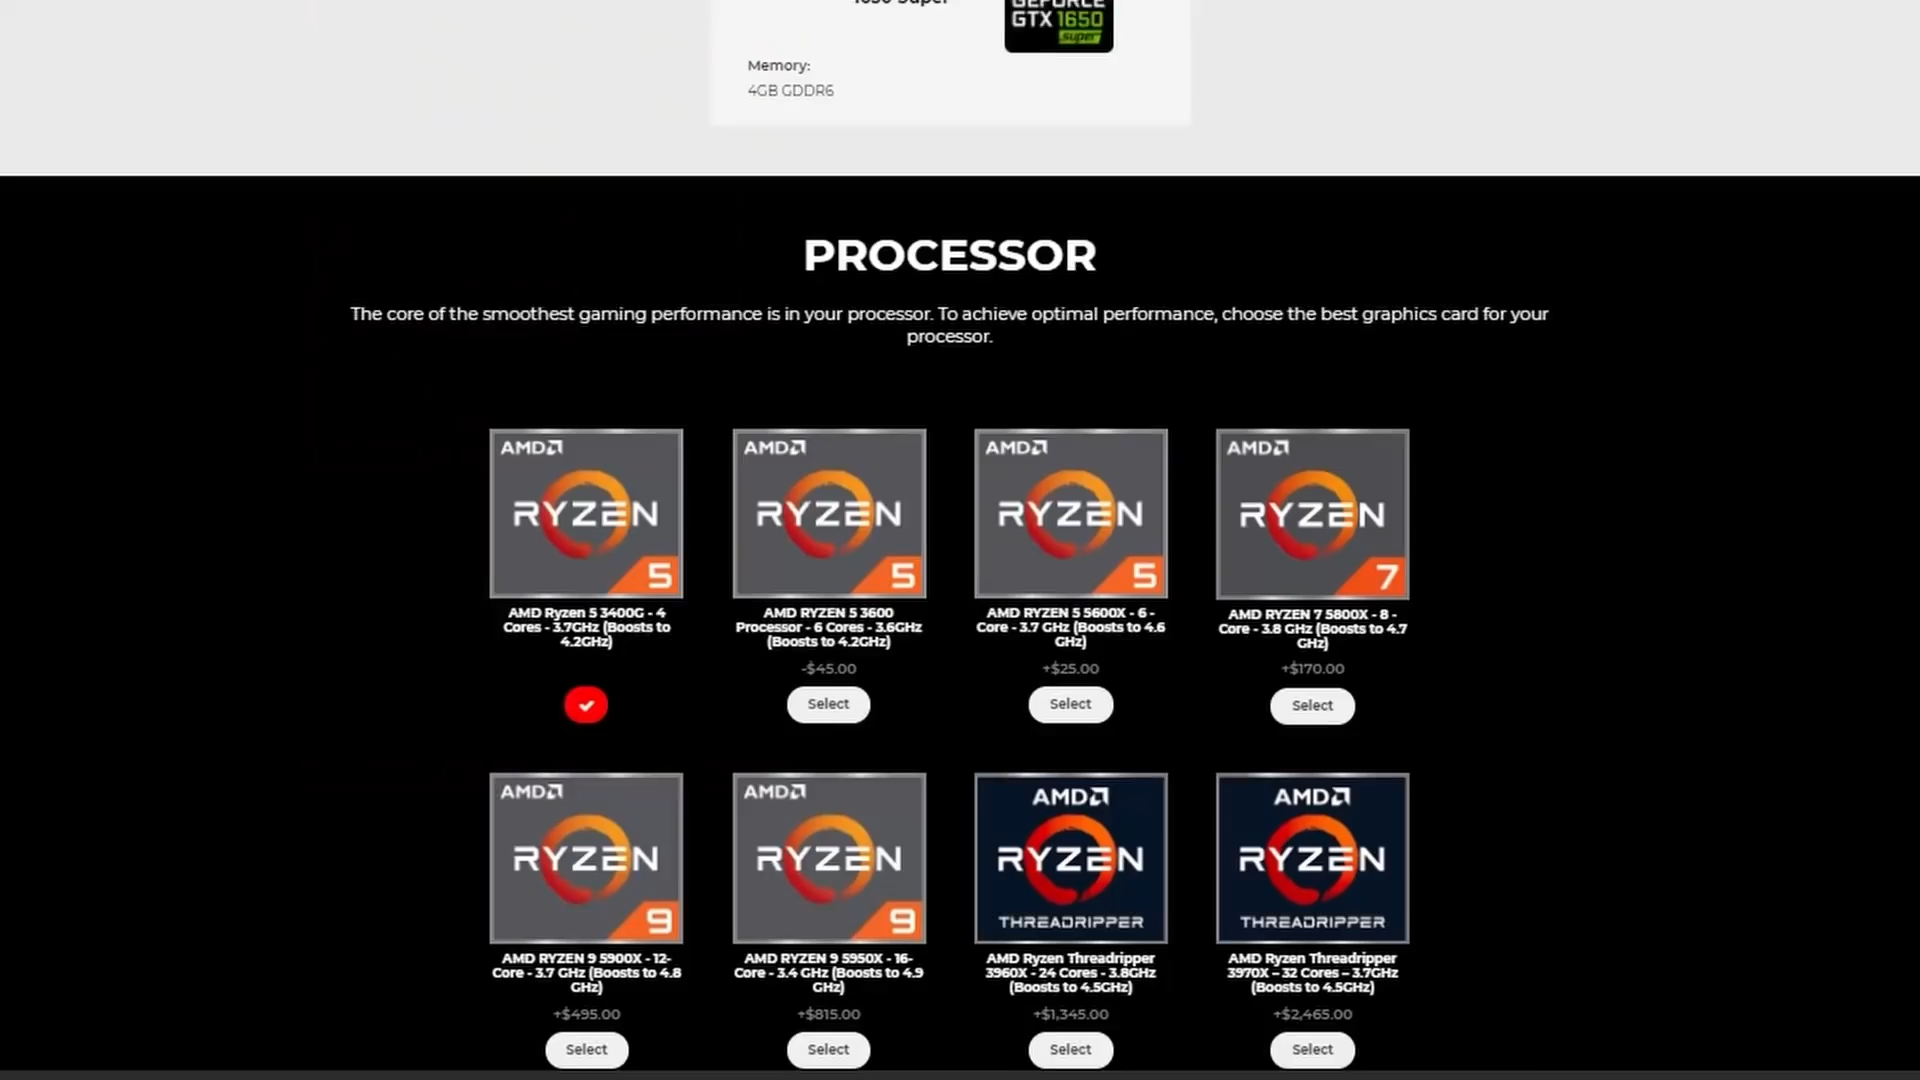 1650 Super
GEFORCE
GTX 1650
super
Memory:
4GB GDDR6
PROCESSOR
The core of the smoothest gaming performance is in your processor. To achieve optimal performance, choose the best graphics card for your
processor.
AMD
RYZEN
5
AMD
RYZEN
5
AMD
RYZEN
5
AMD
RYZEN
7
AMD Ryzen 5 3400G - 4
Cores - 3.7GHz (Boosts to
4.2GHz)
AMD RYZEN 5 3600
Processor - 6 Cores - 3.6GHz
(Boosts to 4.2GHz)
-$45.00
Select
AMD RYZEN 5 5600X - 6 -
Core - 3.7 GHz (Boosts to 4.6
GHz)
+$25.00
Select
AMD RYZEN 7 5800X - 8 -
Core - 3.8 GHz (Boosts to 4.7
GHz)
+$170.00
Select
AMD
RYZEN
9
AMD
RYZEN
9
AMD
RYZEN
THREADRIPPER
AMD
RYZEN
THREADRIPPER
AMD RYZEN 9 5900X - 12-
Core - 3.7 GHz (Boosts to 4.8
GHz)
+$495.00
Select
AMD RYZEN 9 5950X - 16-
Core - 3.4 GHz (Boosts to 4.9
GHz)
+$815.00
Select
AMD Ryzen Threadripper
3960X - 24 Cores - 3.8GHz
(Boosts to 4.5GHz)
+$1,345.00
Select
AMD Ryzen Threadripper
3970X – 32 Cores – 3.7GHz
(Boosts to 4.5GHz)
+$2,465.00
Select